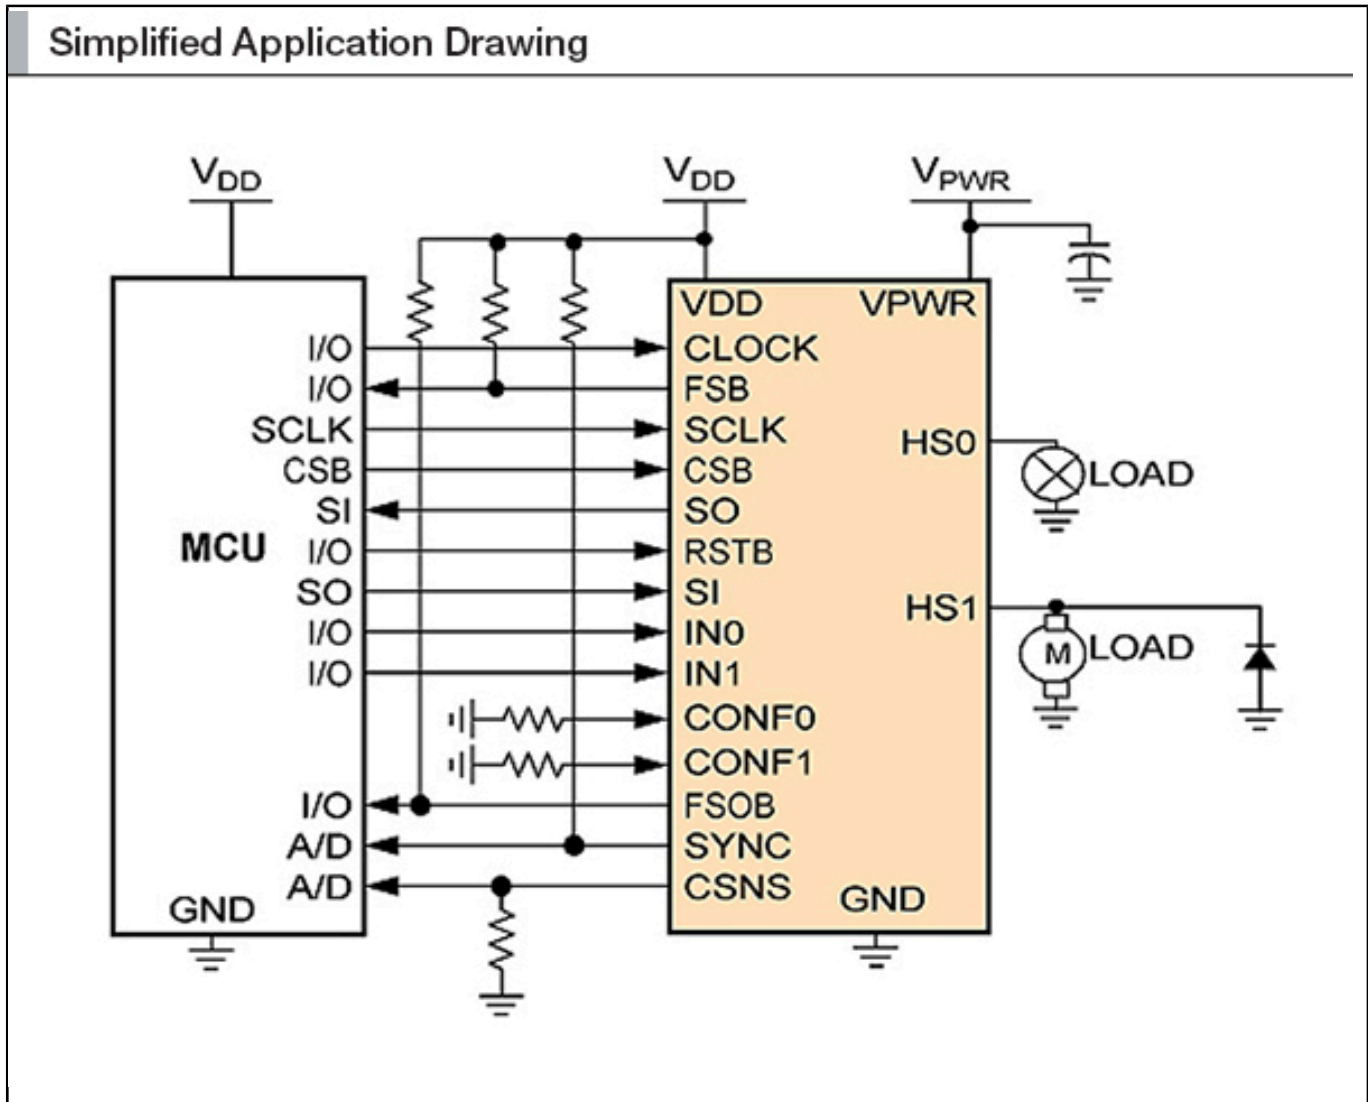 Simplified Application Drawing
VDD
VDD
VPWR
VDD
VPWR
I/O
CLOCK
I/O
FSB
SCLK
SCLK
HS0
CSB
CSB
LOAD
SI
SO
MCU
I/O
RSTB
SO
SI
HS1
I/O
IN0
LOAD
M
I/O
IN1
CONF0
CONF1
I/O
FSOB
A/D
SYNC
A/D
CSNS
GND
GND